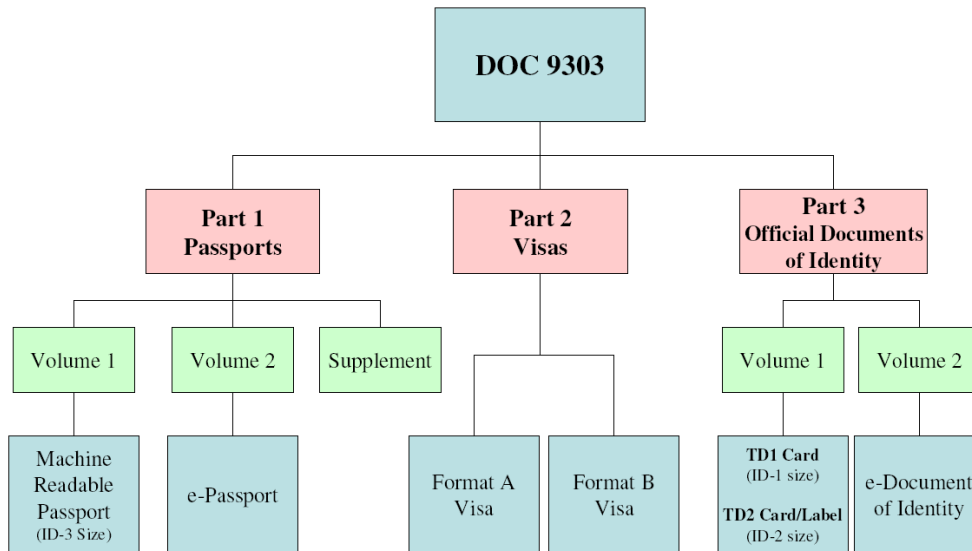 DOC 9303
Part 1
Passports
Part 2
Visas
Part 3
Official Documents
of Identity
Volume 1
Volume 2
Supplement
Volume 1
Volume 2
Machine
Readable
Passport
(ID-3 Size)
e-Passport
Format A
Visa
Format B
Visa
TD1 Card
(ID-1 size)
TD2 Card/Label
(ID-2 size)
e-Document
of Identity